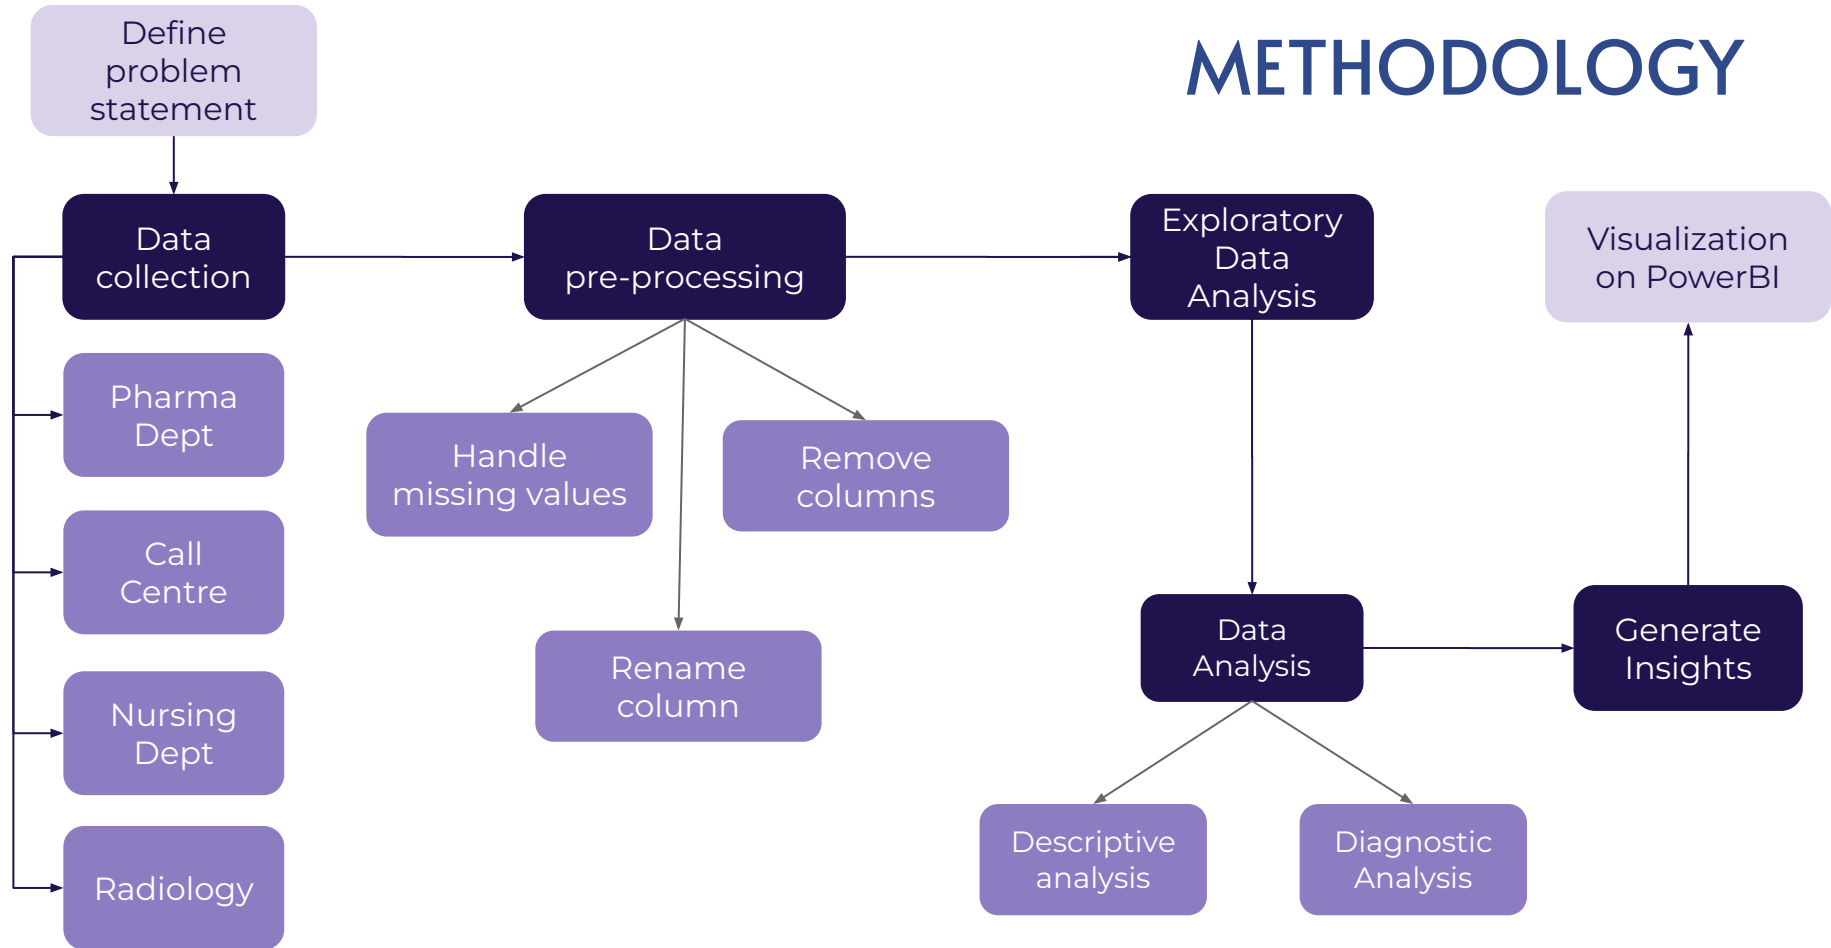 Define
problem
statement
METHODOLOGY
Data
collection
Data
pre-processing
Exploratory
Data
Analysis
Visualization
on PowerBI
Pharma
Dept
Handle
missing values
Remove
columns
Call
Centre
Rename
column
Data
Analysis
Generate
Insights
Nursing
Dept
Radiology
Descriptive
analysis
Diagnostic
Analysis